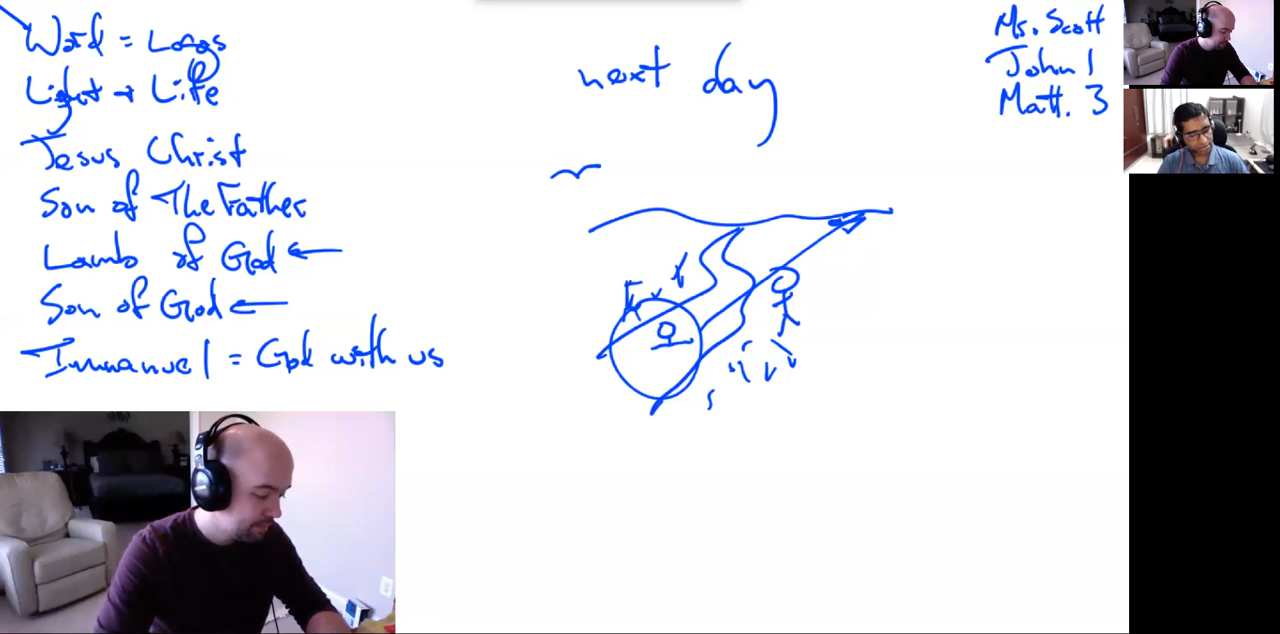 Word = Logos
Light + Life
Jesus Christ
Son of The Father
Lamb of God ←
Son of God ←
Immanuel = God with us
next day
Ms. Scott
John 1
Matt. 3